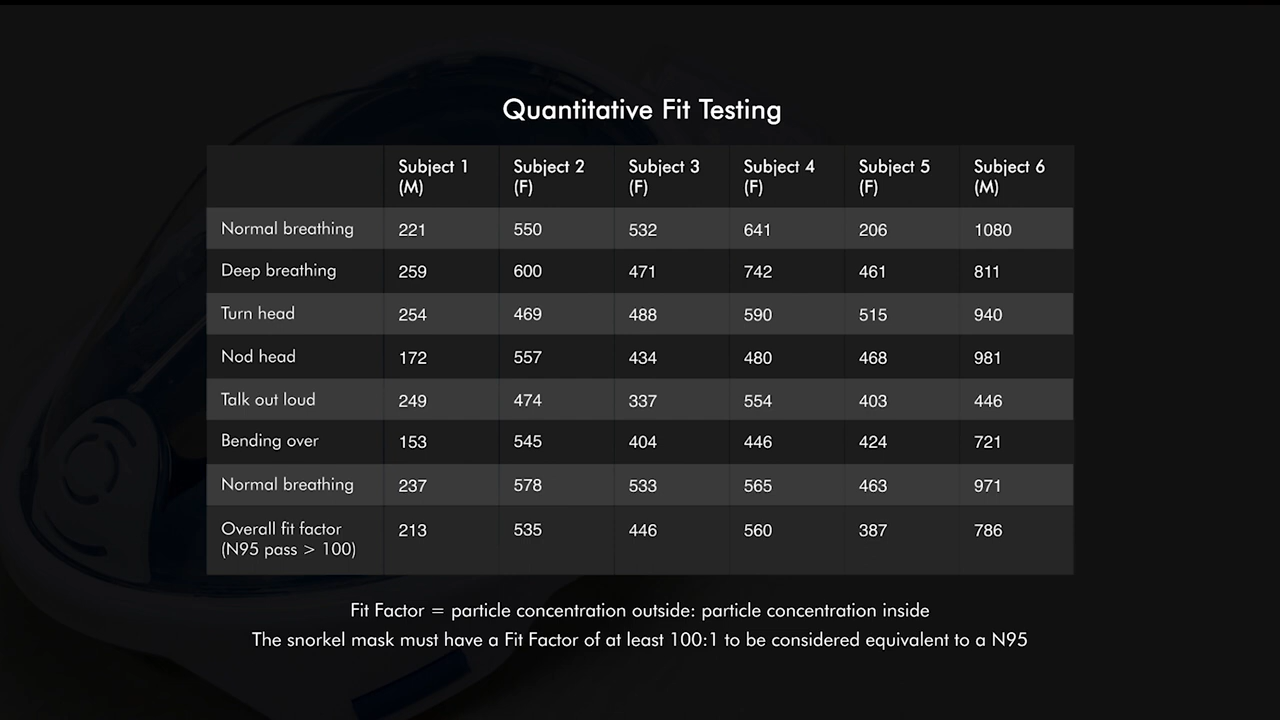 Quantitative Fit Testing
Subject 1 (M) Subject 2 (F) Subject 3 (F) Subject 4 (F) Subject 5 (F) Subject 6 (M)
Normal breathing 221 550 532 641 206 1080
Deep breathing 259 600 471 742 461 811
Turn head 254 469 488 590 515 940
Nod head 172 557 434 480 468 981
Talk out loud 249 474 337 554 403 446
Bending over 153 545 404 446 424 721
Normal breathing 237 578 533 565 463 971
Overall fit factor 213 535 446 560 387 786
(N95 pass > 100)
Fit Factor = particle concentration outside: particle concentration inside
The snorkel mask must have a Fit Factor of at least 100:1 to be considered equivalent to a N95